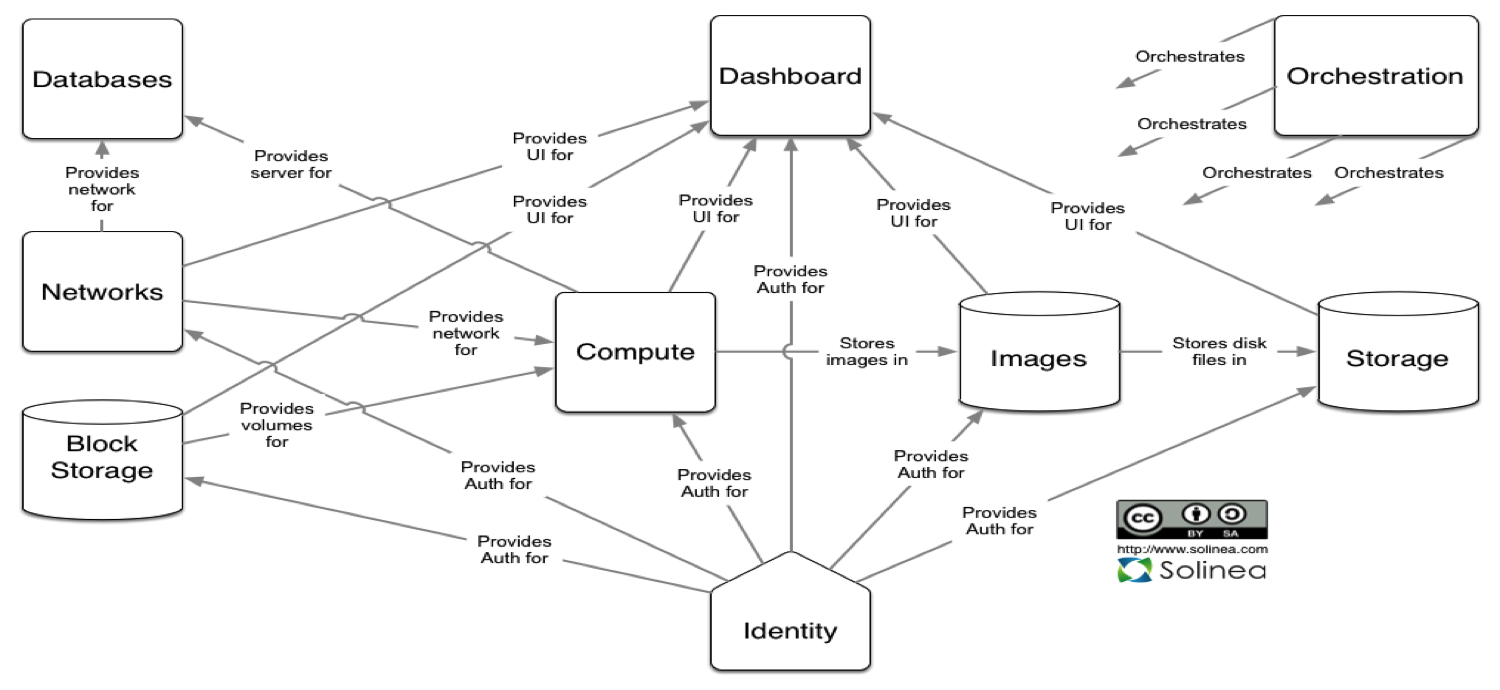 Databases
Dashboard
Orchestration
Orchestrates
Orchestrates
Orchestrates
Orchestrates
Provides
network
for
Provides
server for
Provides
UI for
Provides
UI for
Provides
UI for
Provides
UI for
Provides
UI for
Networks
Provides
Auth for
Provides
network
for
Compute
Stores
images in
Images
Stores disk
files in
Storage
Block
Storage
Provides
volumes
for
Provides
Auth for
Provides
Auth for
Provides
Auth for
Provides
Auth for
Provides
Auth for
Identity
cc
BY SA
http://www.solinea.com
Solinea